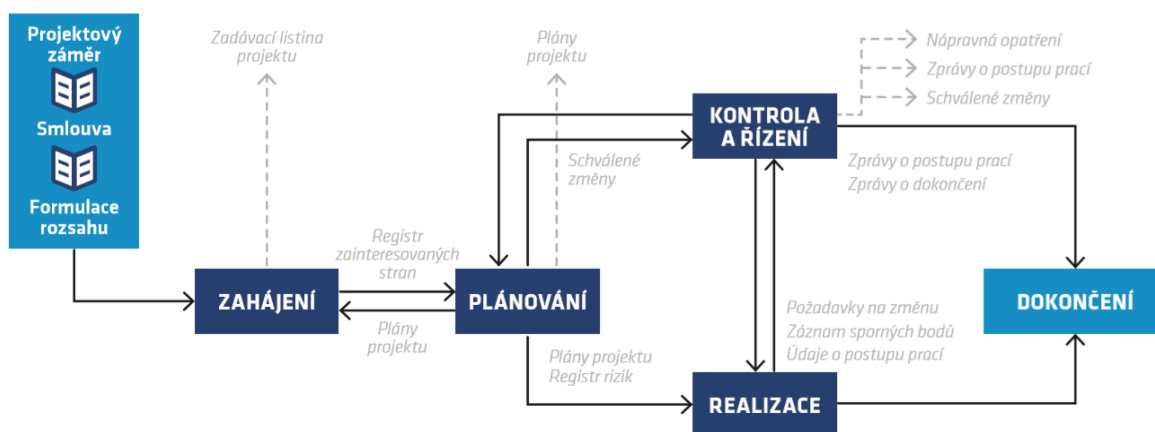 Projektový
záměr
Smlouva
Formulace
rozsahu
Zadávací listina
projektu
Plány
projektu
Nápravná opatření
Zprávy o postupu prací
Schválené změny
KONTROLA
A ŘÍZENÍ
Schválené
změny
Zprávy o postupu prací
Zprávy o dokončení
Registr
zainteresovaných
stran
ZAHÁJENÍ
PLÁNOVÁNÍ
DOKONČENÍ
Plány
projektu
Požadavky na změnu
Záznam sporných bodů
Údaje o postupu prací
Plány projektu
Registr rizik
REALIZACE